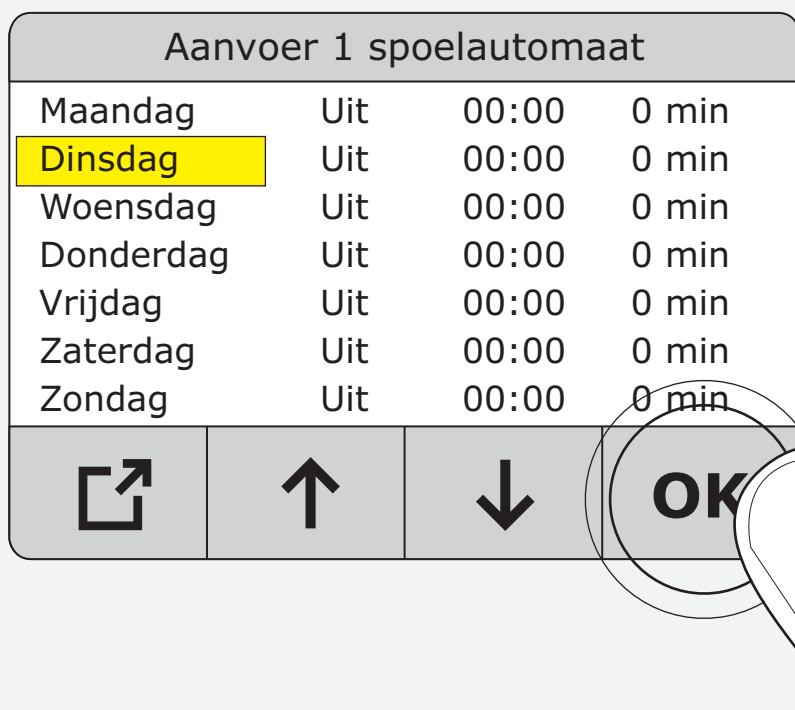 Aanvoer 1 spoelautomaat
Maandag Uit 00:00 0 min
Dinsdag Uit 00:00 0 min
Woensdag Uit 00:00 0 min
Donderdag Uit 00:00 0 min
Vrijdag Uit 00:00 0 min
Zaterdag Uit 00:00 0 min
Zondag Uit 00:00 0 min
OK